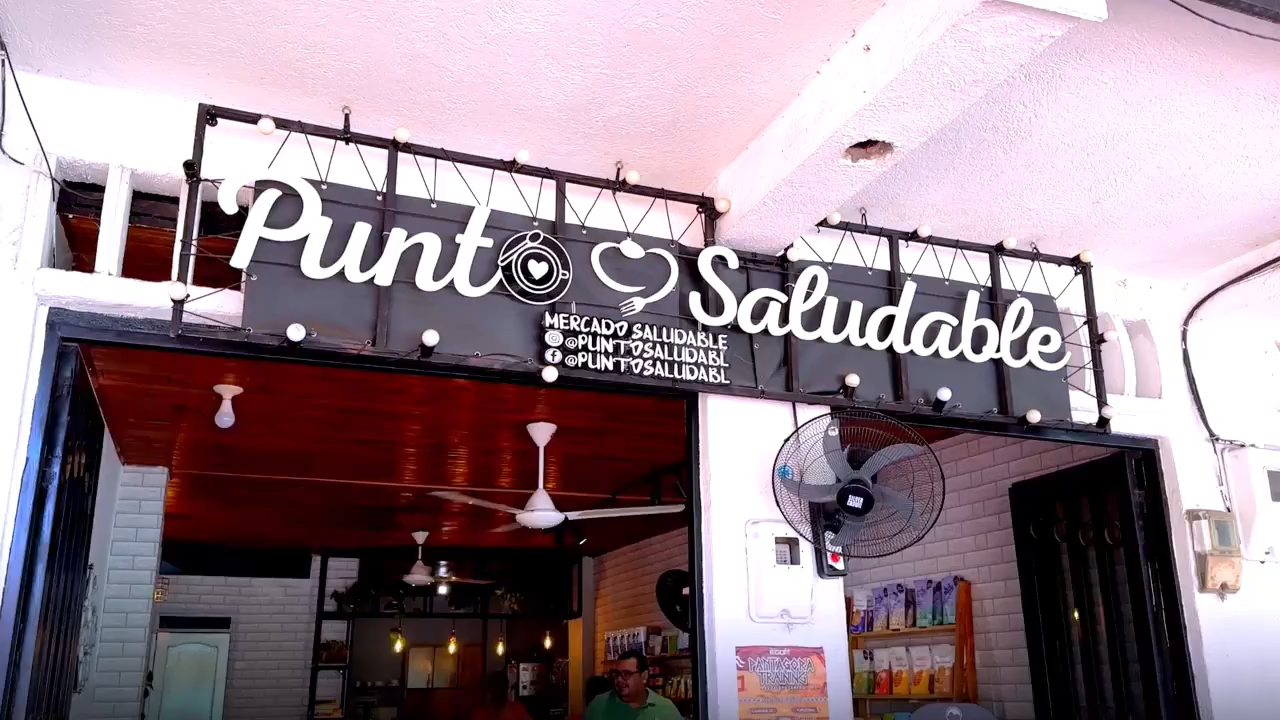 Punto Saludable
MERCADO SALUDABLE
@PUNTOSALUDABL
@PUNTOSALUDABL
PANTAGORA
TRAINING